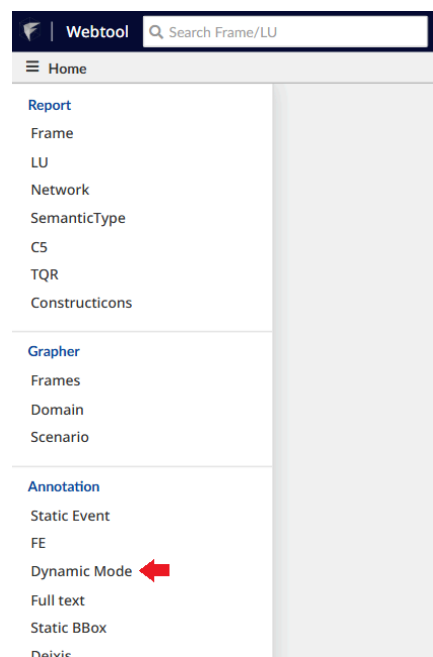 Webtool Search Frame/LU
Home
Report
Frame
LU
Network
SemanticType
C5
TQR
Constructicons
Grapher
Frames
Domain
Scenario
Annotation
Static Event
FE
Dynamic Mode
Full text
Static BBox
Deixis